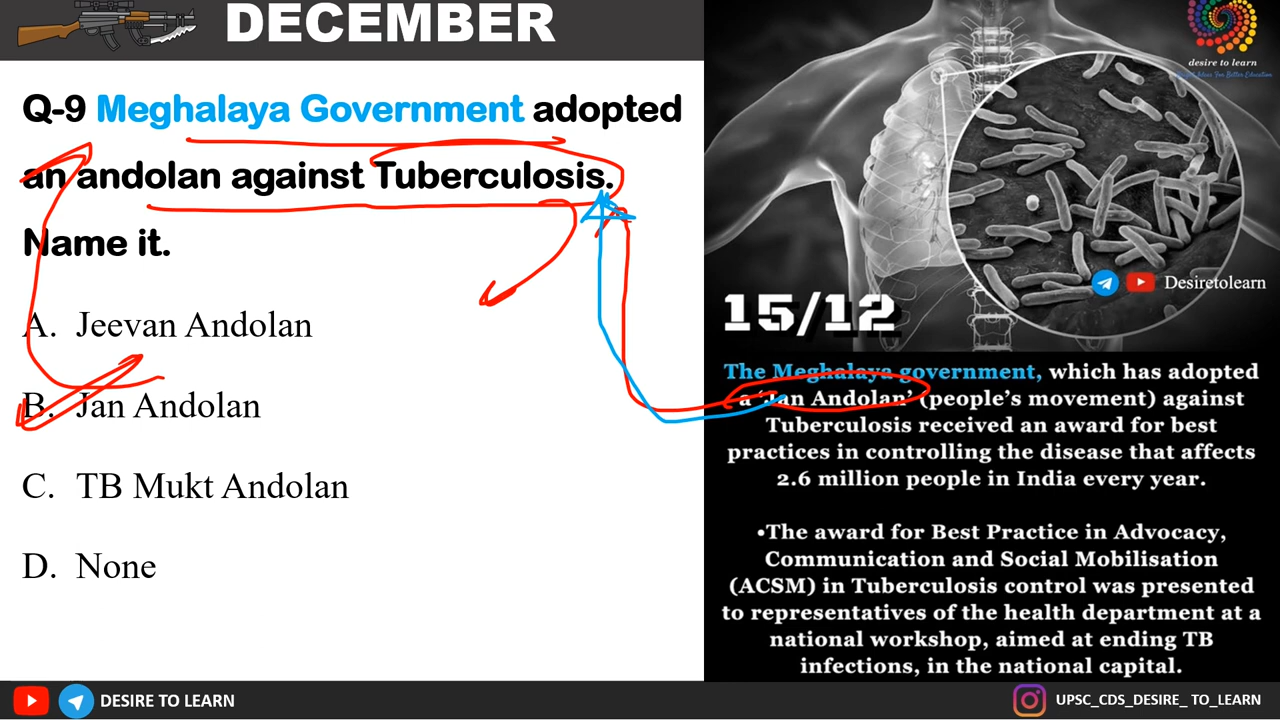 DECEMBER
Q-9 Meghalaya Government adopted
an andolan against Tuberculosis.
Name it.
A. Jeevan Andolan
B. Jan Andolan
C. TB Mukt Andolan
D. None
desire to learn
Desiretolearn
15/12
The Meghalaya government, which has adopted
a 'Jan Andolan' (people's movement) against
Tuberculosis received an award for best
practices in controlling the disease that affects
2.6 million people in India every year.
•The award for Best Practice in Advocacy,
Communication and Social Mobilisation
(ACSM) in Tuberculosis control was presented
to representatives of the health department at a
national workshop, aimed at ending TB
infections, in the national capital.
DESIRE TO LEARN
UPSC_CDS_DESIRE_ TO_LEARN